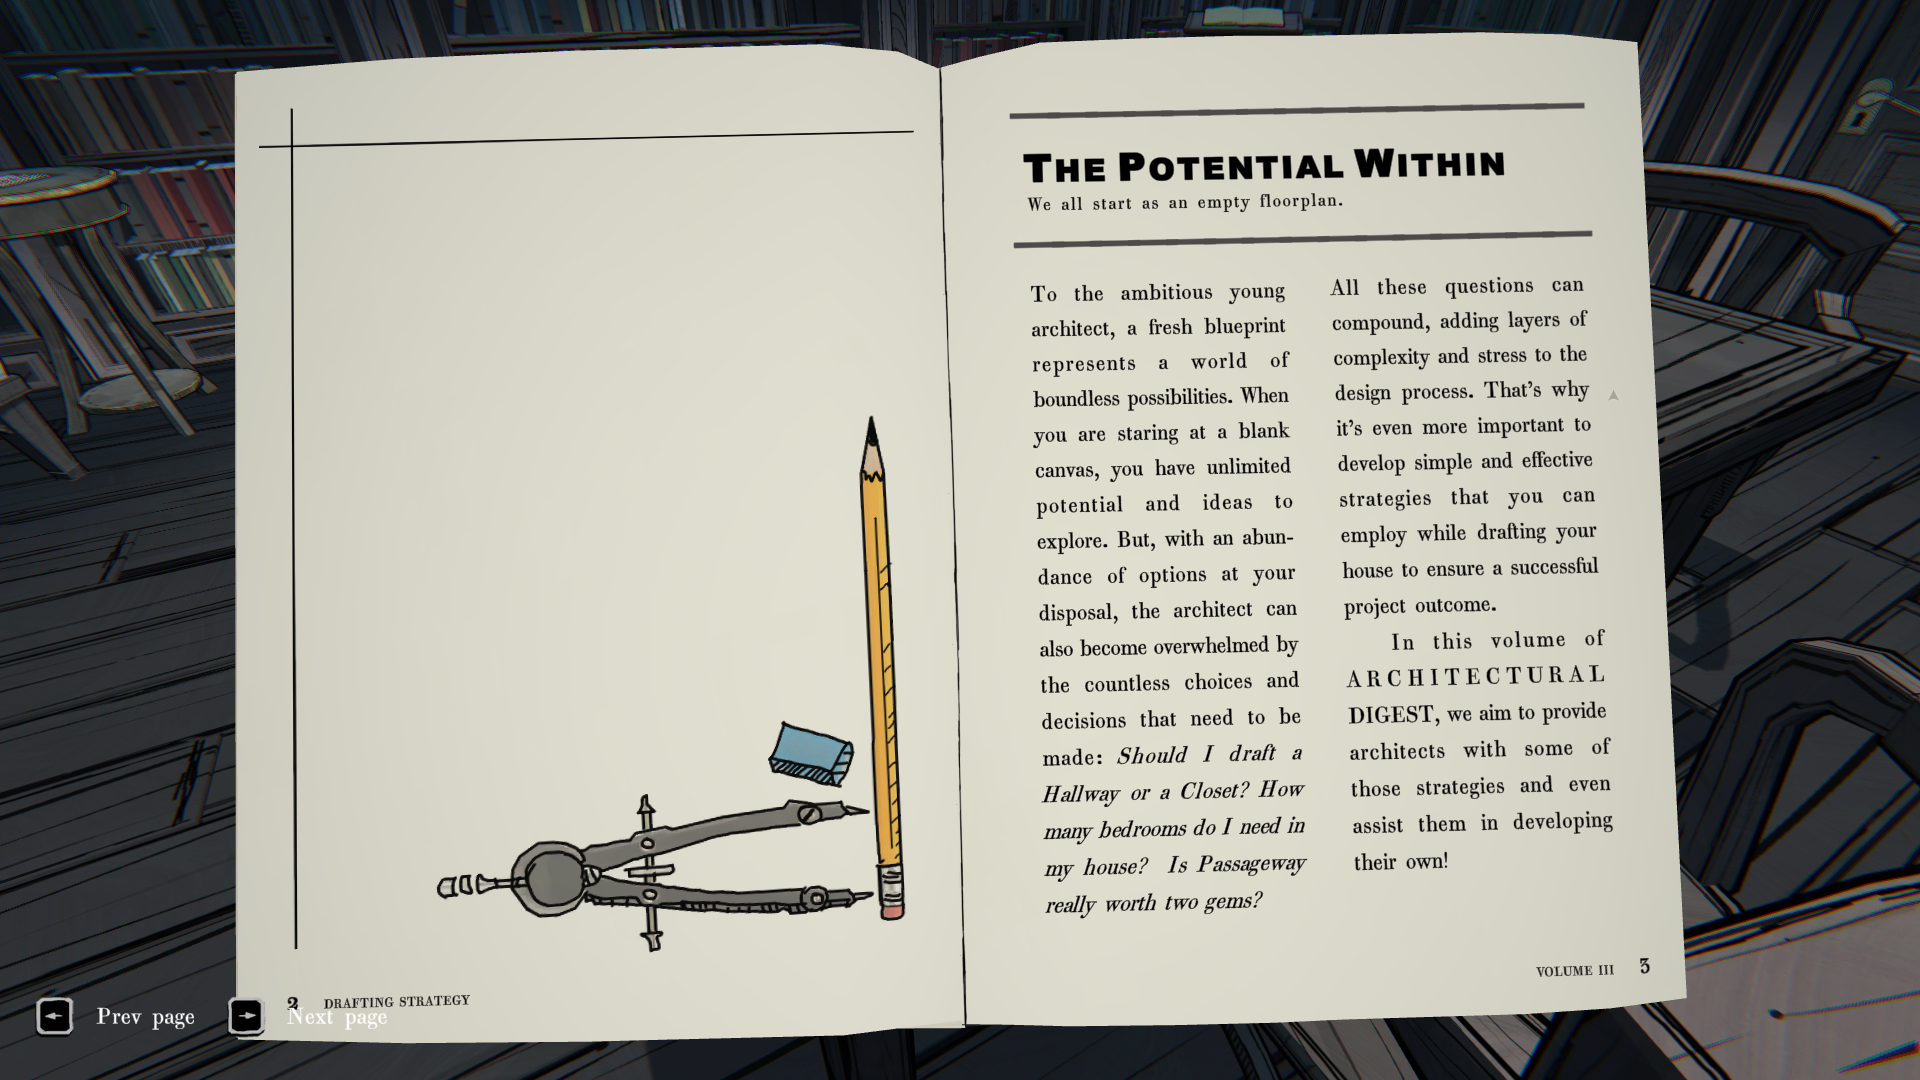 THE POTENTIAL WITHIN
We all start as an empty floorplan.
To the ambitious young
architect, a fresh blueprint
represents a world of
boundless possibilities. When
you are staring at a blank
canvas, you have unlimited
potential and ideas to
explore. But, with an abun-
dance of options at your
disposal, the architect can
also become overwhelmed by
the countless choices and
decisions that need to be
made: Should I draft a
Hallway or a Closet? How
many bedrooms do I need in
my house? Is Passageway
really worth two gems?
All these questions can
compound, adding layers of
complexity and stress to the
design process. That's why
it's even more important to
develop simple and effective
strategies that you can
employ while drafting your
house to ensure a successful
project outcome.
In this volume of
ARCHITECTURAL
DIGEST, we aim to provide
architects with some of
those strategies and even
assist them in developing
their own!
2 DRAFTING STRATEGY
VOLUME III 3
Prev page
Next page